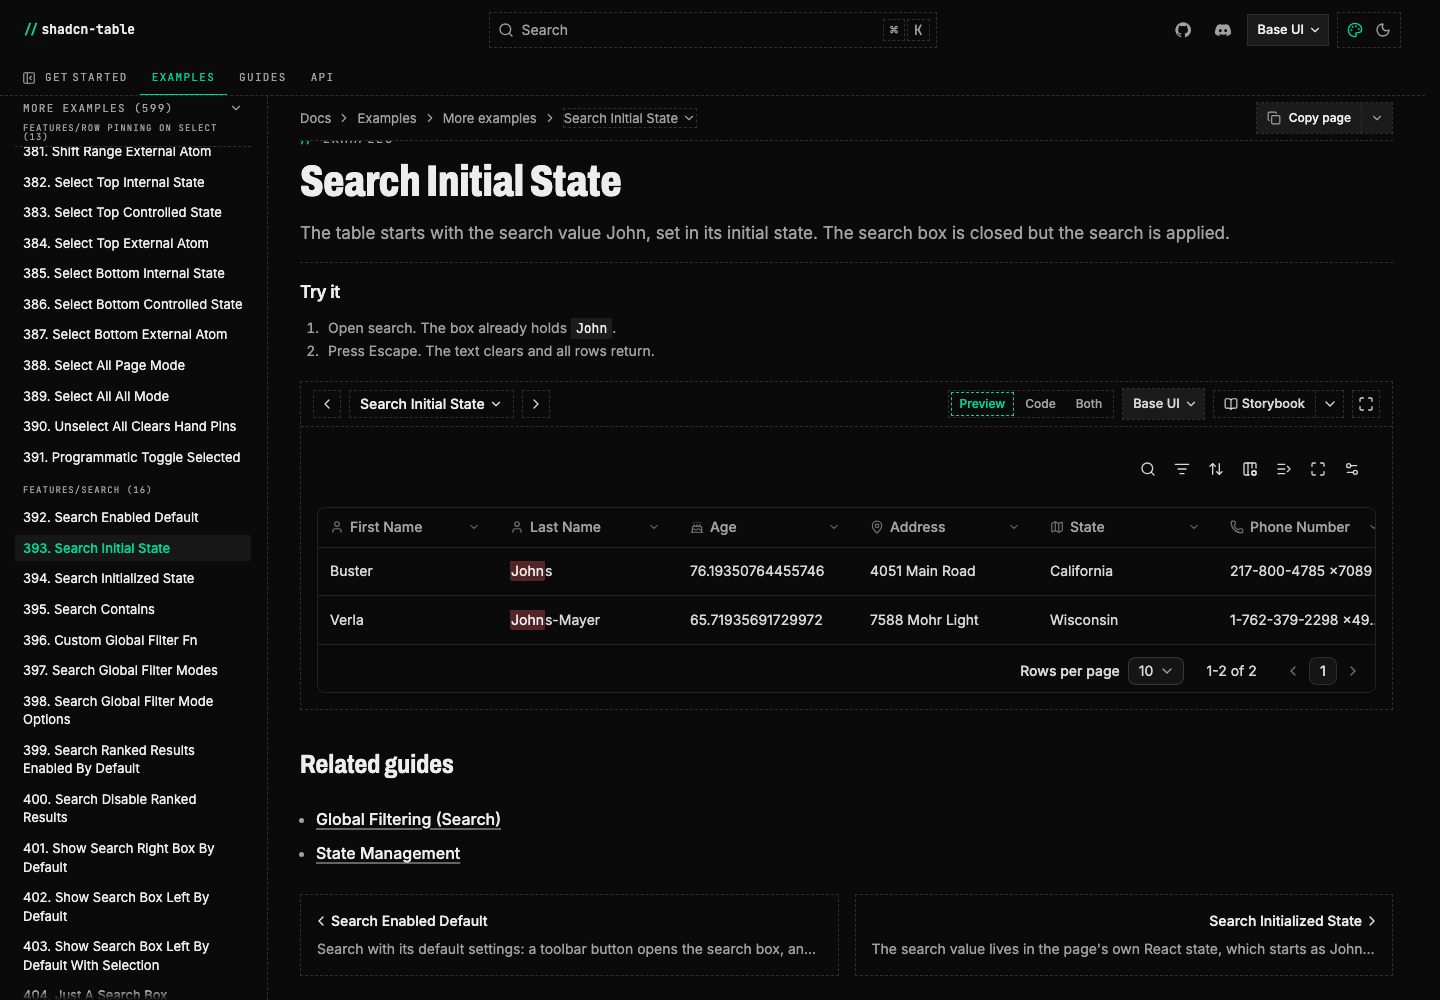 // shadcn-table
Search
⌘ K
Base UI
GET STARTED
EXAMPLES
GUIDES
API
MORE EXAMPLES (599)
FEATURES/ROW PINNING ON SELECT
(13)
381. Shift Range External Atom
382. Select Top Internal State
383. Select Top Controlled State
384. Select Top External Atom
385. Select Bottom Internal State
386. Select Bottom Controlled State
387. Select Bottom External Atom
388. Select All Page Mode
389. Select All All Mode
390. Unselect All Clears Hand Pins
391. Programmatic Toggle Selected
FEATURES/SEARCH (16)
392. Search Enabled Default
393. Search Initial State
394. Search Initialized State
395. Search Contains
396. Custom Global Filter Fn
397. Search Global Filter Modes
398. Search Global Filter Mode
Options
399. Search Ranked Results
Enabled By Default
400. Search Disable Ranked
Results
401. Show Search Right Box By
Default
402. Show Search Box Left By
Default
403. Show Search Box Left By
Default With Selection
404. Just A Search Box
Docs > Examples > More examples > Search Initial State
Copy page
// EXAMPLES
Search Initial State
The table starts with the search value John, set in its initial state. The search box is closed but the search is applied.
Try it
1. Open search. The box already holds John.
2. Press Escape. The text clears and all rows return.
Search Initial State
Preview
Code
Both
Base UI
Storybook
First Name Last Name Age Address State Phone Number
Buster Johns 76.19350764455746 4051 Main Road California 217-800-4785 x7089
Verla Johns-Mayer 65.71935691729972 7588 Mohr Light Wisconsin 1-762-379-2298 x49…
Rows per page 10 1-2 of 2 1
Related guides
• Global Filtering (Search)
• State Management
Search Enabled Default
Search with its default settings: a toolbar button opens the search box, an...
Search Initialized State
The search value lives in the page's own React state, which starts as John...